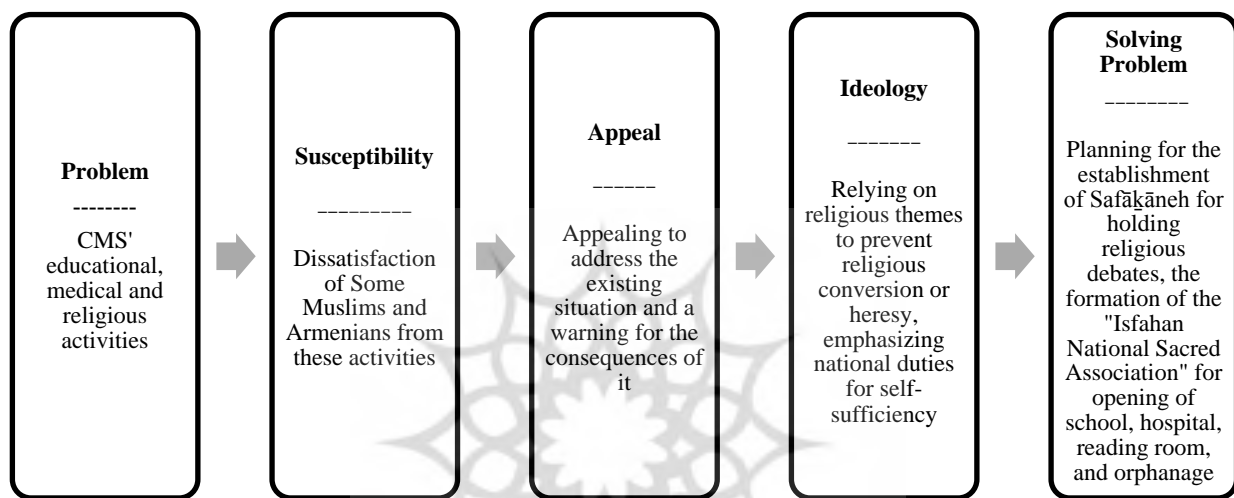 Problem
--------
CMS'
educational,
medical and
religious
activities
Susceptibility
_________
Dissatisfaction
of Some
Muslims and
Armenians from
these activities
Appeal
______
Appealing to
address the
existing
situation and a
warning for the
consequences of
it
Ideology
_______
Relying on
religious themes
to prevent
religious
conversion or
heresy,
emphasizing
national duties
for self-
sufficiency
Solving
Problem
________
Planning for the
establishment
of Safāḵāneh for
holding
religious
debates, the
formation of the
"Isfahan
National Sacred
Association" for
opening of
school, hospital,
reading room,
and orphanage